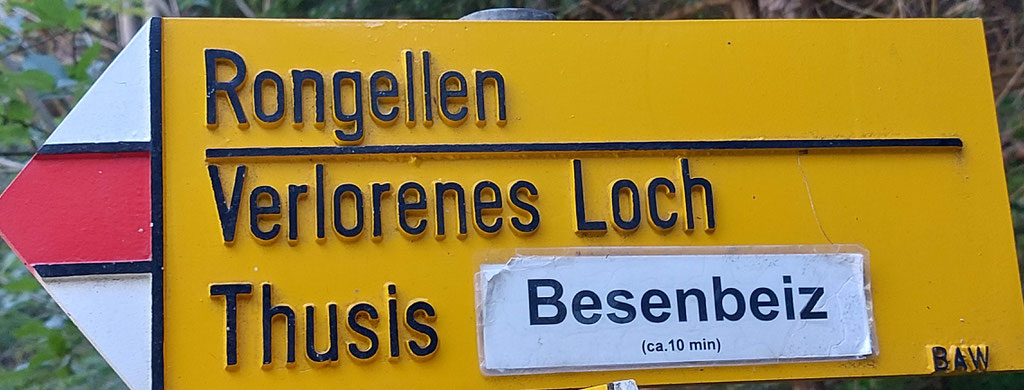 Rongellen
Verlorenes Loch
Thusis
Besenbeiz
(ca.10 min)
BAW